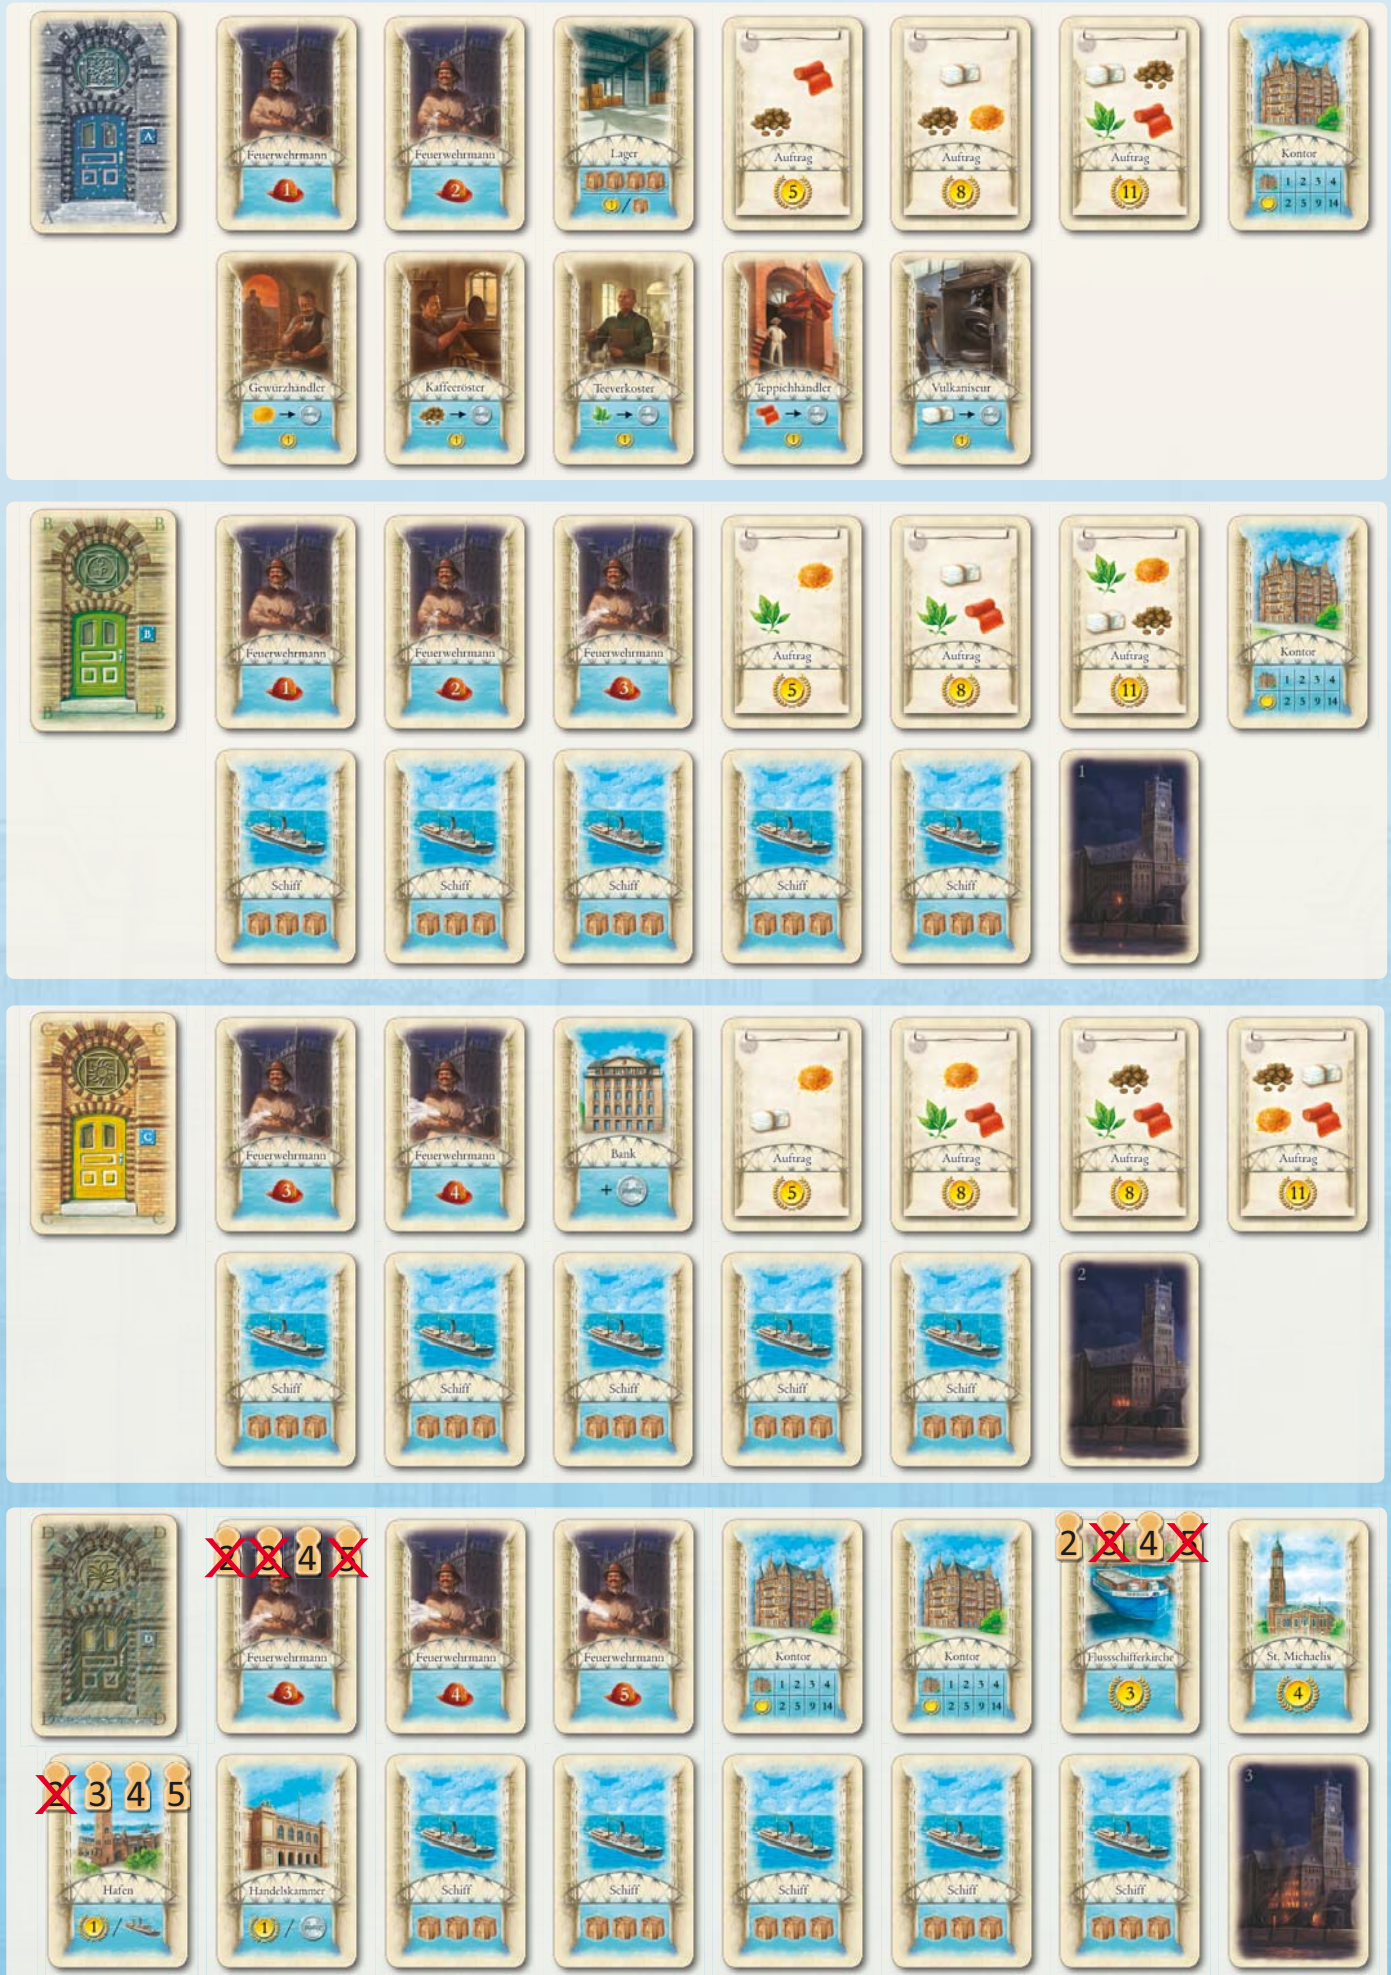 A A
A
A A
Feuerwehrmann
1
Feuerwehrmann
2
Lager
1 /
Auftrag
5
Auftrag
8
Auftrag
11
Kontor
1 2 3 4
2 5 9 14
Gewürzhändler
1
Kaffeeröster
1
Teeverkoster
1
Teppichhändler
1
Vulkaniseur
1
B B
B
B B
Feuerwehrmann
1
Feuerwehrmann
2
Feuerwehrmann
3
Auftrag
5
Auftrag
8
Auftrag
11
Kontor
1 2 3 4
2 5 9 14
Schiff
Schiff
Schiff
Schiff
Schiff
1
C C
C
C C
Feuerwehrmann
3
Feuerwehrmann
4
Bank
+
Auftrag
5
Auftrag
8
Auftrag
8
Auftrag
11
Schiff
Schiff
Schiff
Schiff
Schiff
2
D D
D
D D
2 3 4 5
Feuerwehrmann
3
Feuerwehrmann
4
Feuerwehrmann
5
Kontor
1 2 3 4
2 5 9 14
Kontor
1 2 3 4
2 5 9 14
2 3 4 5
Flussschifferkirche
3
St. Michaelis
4
2 3 4 5
Hafen
1 /
Handelskammer
1 /
Schiff
Schiff
Schiff
Schiff
Schiff
3